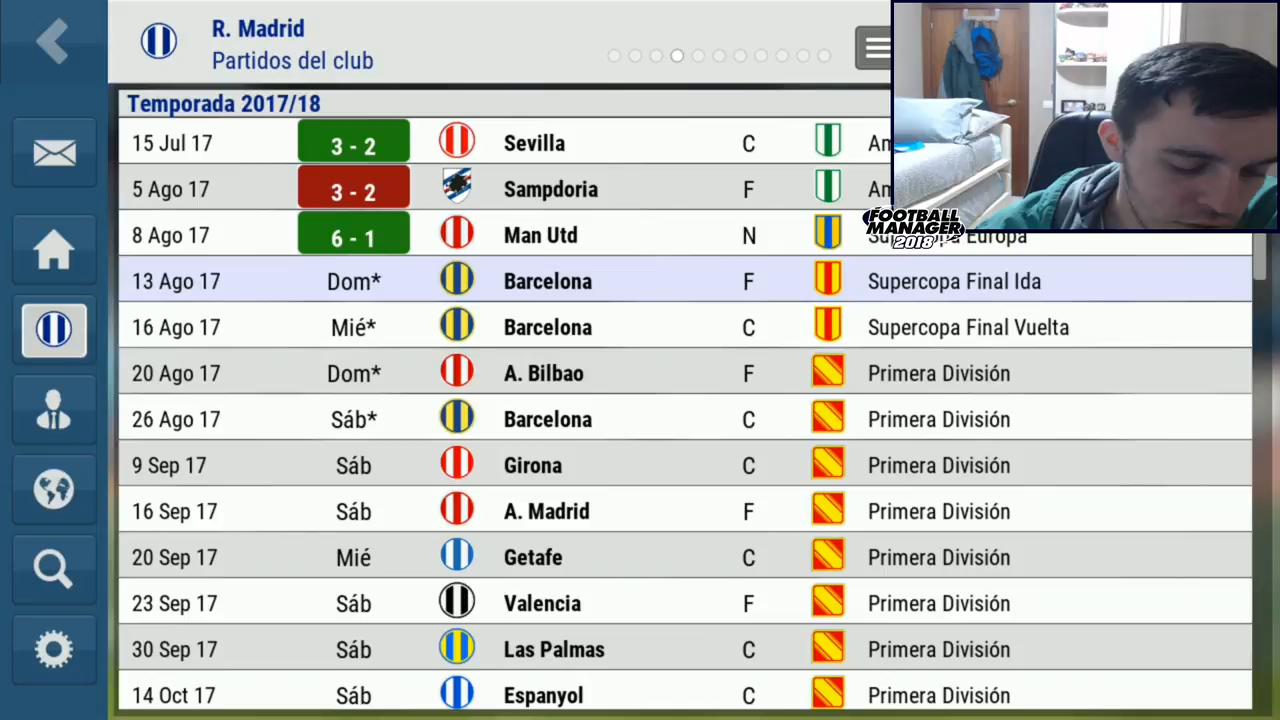 R. Madrid
Partidos del club
Temporada 2017/18
15 Jul 17 3 - 2 Sevilla C Am
5 Ago 17 3 - 2 Sampdoria F Am
8 Ago 17 6 - 1 Man Utd N Supercopa Europa
FOOTBALL MANAGER 2018
13 Ago 17 Dom* Barcelona F Supercopa Final Ida
16 Ago 17 Mié* Barcelona C Supercopa Final Vuelta
20 Ago 17 Dom* A. Bilbao F Primera División
26 Ago 17 Sáb* Barcelona C Primera División
9 Sep 17 Sáb Girona C Primera División
16 Sep 17 Sáb A. Madrid F Primera División
20 Sep 17 Mié Getafe C Primera División
23 Sep 17 Sáb Valencia F Primera División
30 Sep 17 Sáb Las Palmas C Primera División
14 Oct 17 Sáb Espanyol C Primera División